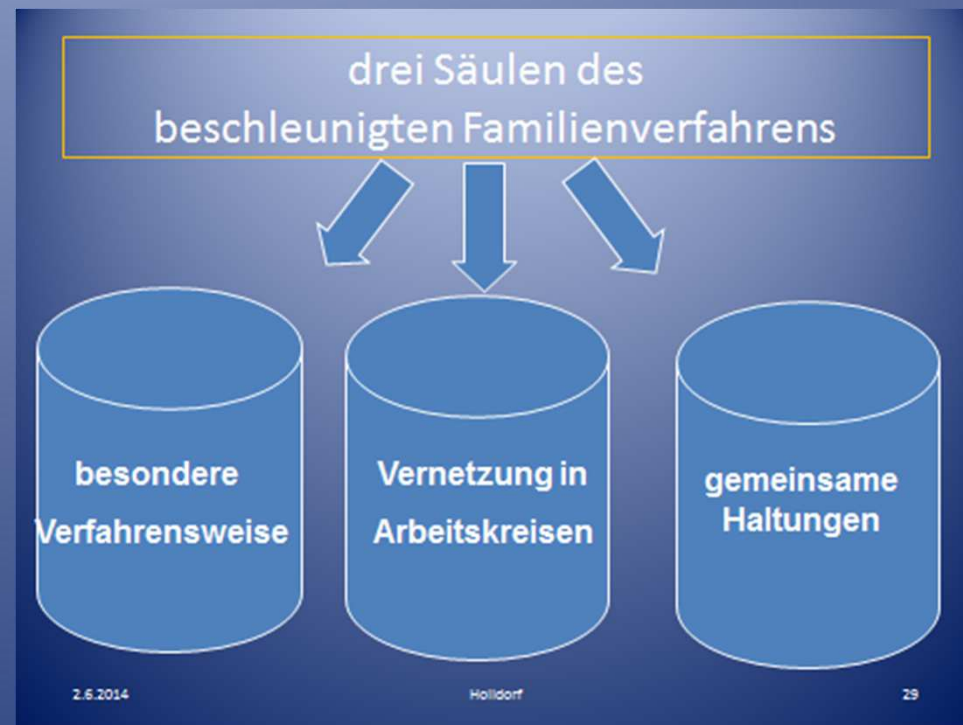 drei Säulen des
beschleunigten Familienverfahrens
besondere
Verfahrensweise
Vernetzung in
Arbeitskreisen
gemeinsame
Haltungen
2.6.2014
Holldorf
29